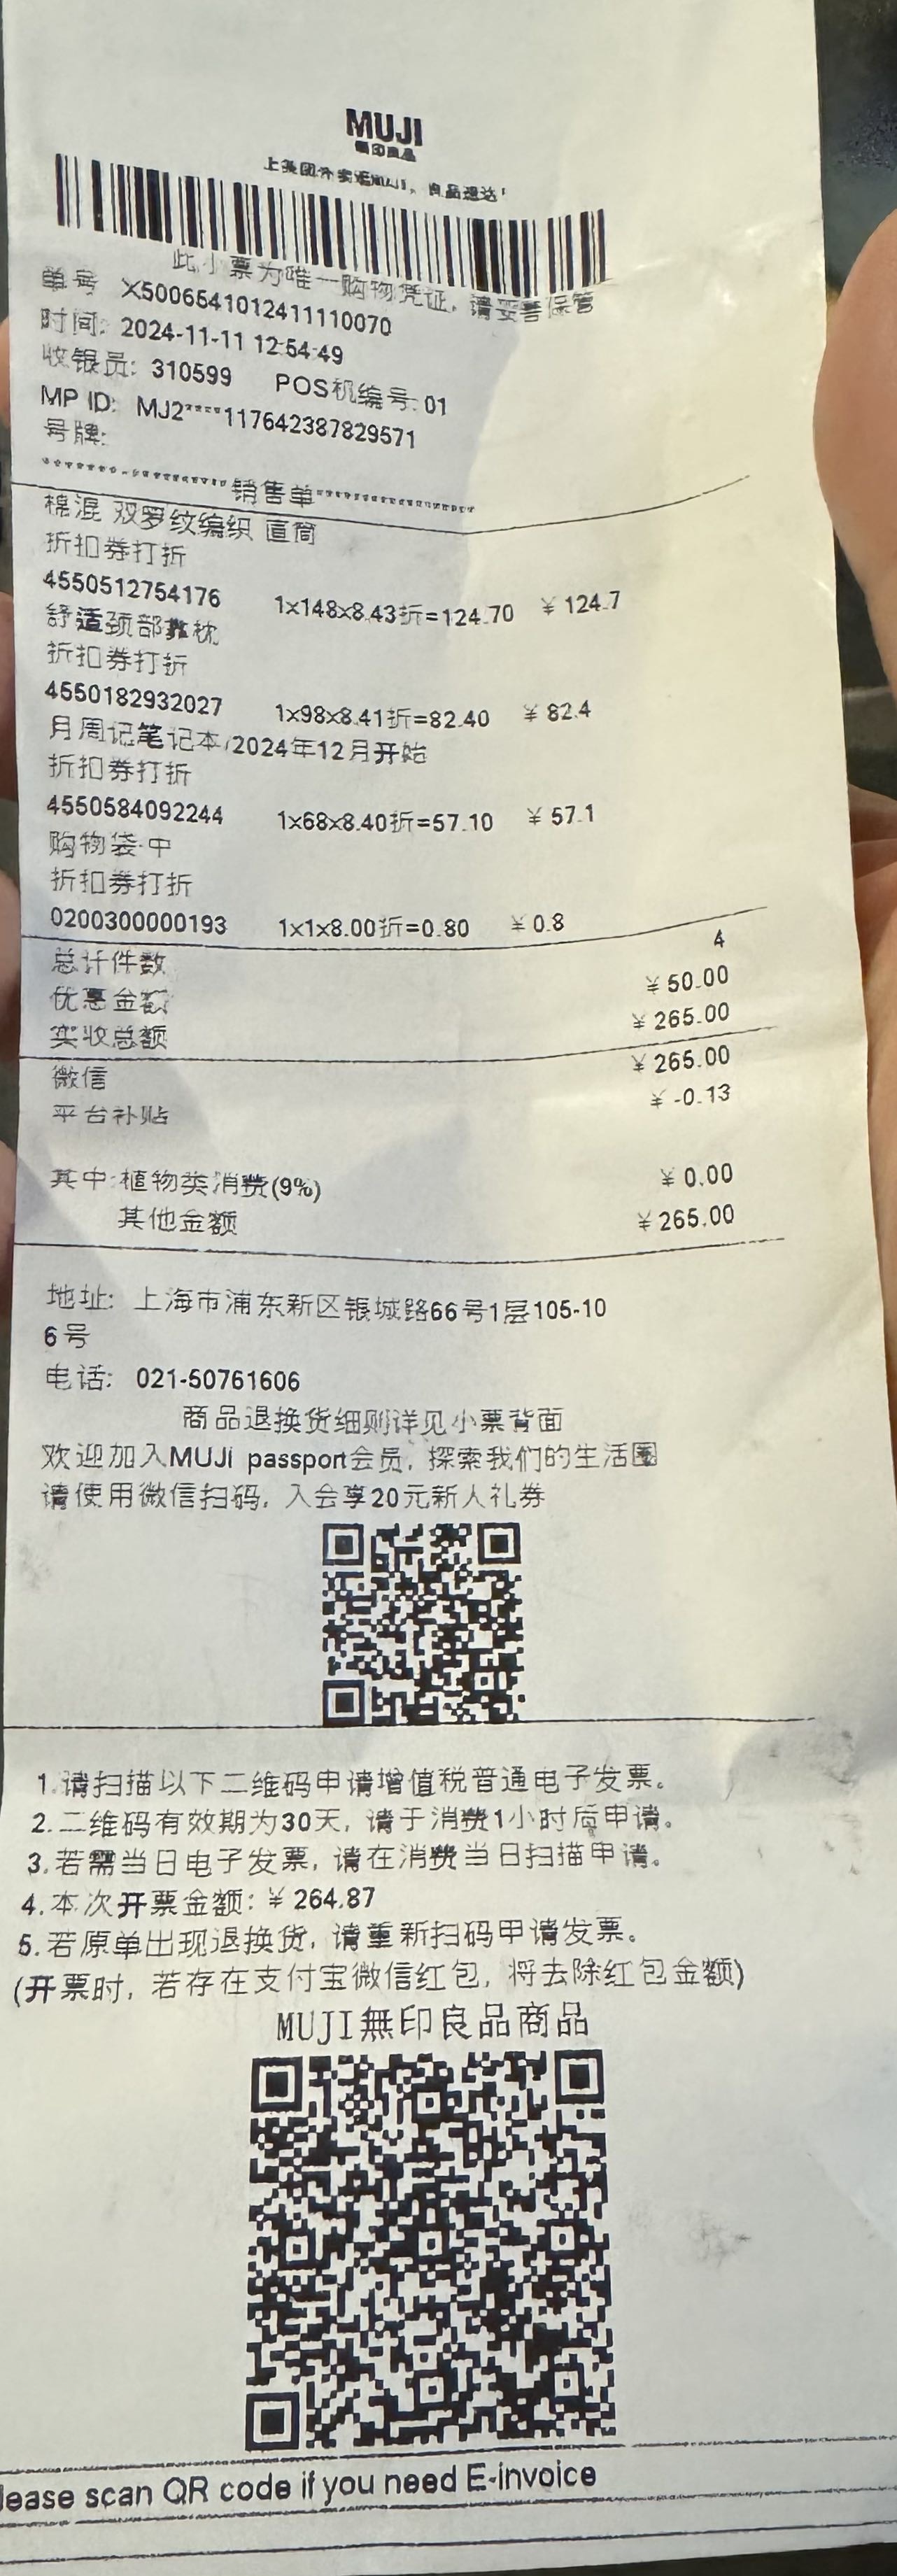 MUJI
無印良品
上美团外卖逛MUJI，良品速达！
此小票为唯一购物凭证，请妥善保管
单号 X5006541012411110070
时间: 2024-11-11 12:54:49
收银员: 310599 POS机编号: 01
MP ID: MJ2****117642387829571
号牌:
销售单
棉混 双罗纹编织 直筒
折扣券打折
4550512754176 1x148x8.43折=124.70 ¥ 124.7
舒适颈部靠枕
折扣券打折
4550182932027 1x98x8.41折=82.40 ¥ 82.4
月周记笔记本/2024年12月开始
折扣券打折
4550584092244 1x68x8.40折=57.10 ¥ 57.1
购物袋·中
折扣券打折
0200300000193 1x1x8.00折=0.80 ¥ 0.8
总计件数 4
优惠金额 ¥ 50.00
实收总额 ¥ 265.00
微信 ¥ 265.00
平台补贴 ¥ -0.13
其中:植物类消费(9%) ¥ 0.00
其他金额 ¥ 265.00
地址: 上海市浦东新区银城路66号1层105-10
6号
电话: 021-50761606
商品退换货细则详见小票背面
欢迎加入MUJI passport会员，探索我们的生活圈
请使用微信扫码，入会享20元新人礼券
1.请扫描以下二维码申请增值税普通电子发票。
2.二维码有效期为30天，请于消费1小时后申请。
3.若需当日电子发票，请在消费当日扫描申请。
4.本次开票金额: ¥ 264.87
5.若原单出现退换货，请重新扫码申请发票。
(开票时，若存在支付宝微信红包，将去除红包金额)
MUJI無印良品商品
lease scan QR code if you need E-invoice